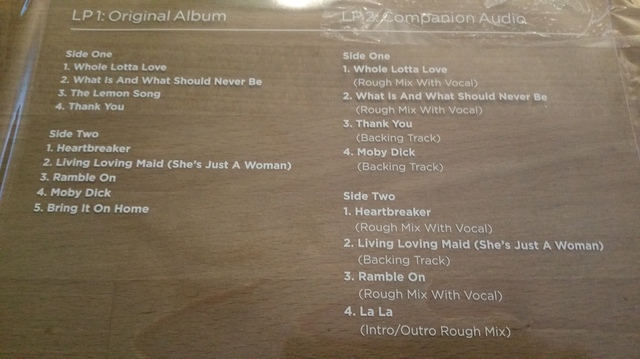 LP 1: Original Album
Side One
1. Whole Lotta Love
2. What Is And What Should Never Be
3. The Lemon Song
4. Thank You
Side Two
1. Heartbreaker
2. Living Loving Maid (She's Just A Woman)
3. Ramble On
4. Moby Dick
5. Bring It On Home
LP 2: Companion Audio
Side One
1. Whole Lotta Love
(Rough Mix With Vocal)
2. What Is And What Should Never Be
(Rough Mix With Vocal)
3. Thank You
(Backing Track)
4. Moby Dick
(Backing Track)
Side Two
1. Heartbreaker
(Rough Mix With Vocal)
2. Living Loving Maid (She's Just A Woman)
(Backing Track)
3. Ramble On
(Rough Mix With Vocal)
4. La La
(Intro/Outro Rough Mix)